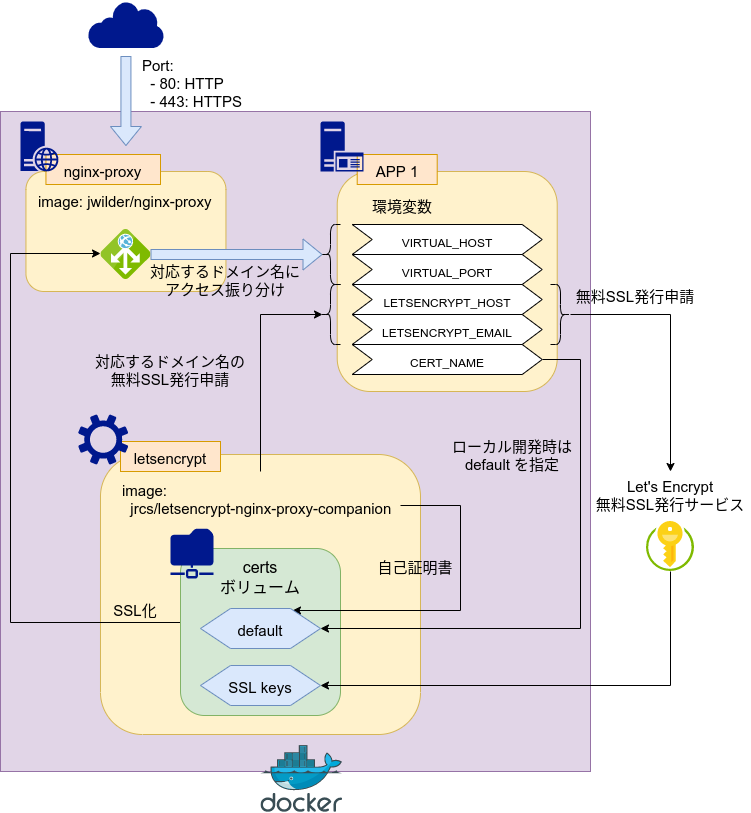 Port:
- 80: HTTP
- 443: HTTPS
nginx-proxy
image: jwilder/nginx-proxy
対応するドメイン名に
アクセス振り分け
APP 1
環境変数
VIRTUAL_HOST
VIRTUAL_PORT
LETSENCRYPT_HOST
LETSENCRYPT_EMAIL
CERT_NAME
無料SSL発行申請
対応するドメイン名の
無料SSL発行申請
ローカル開発時は
default を指定
Let's Encrypt
無料SSL発行サービス
letsencrypt
image:
jrcs/letsencrypt-nginx-proxy-companion
自己証明書
certs
ボリューム
SSL化
default
SSL keys
docker